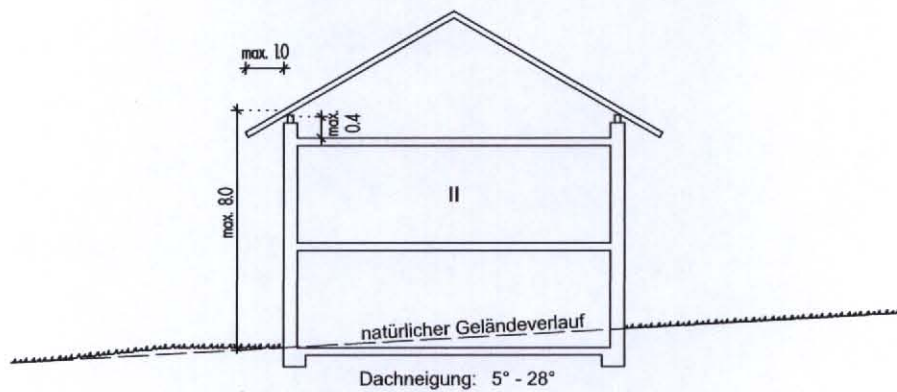 max. 1.0
max. 0.4
max. 8.0
II
natürlicher Geländeverlauf
Dachneigung: 5° - 28°